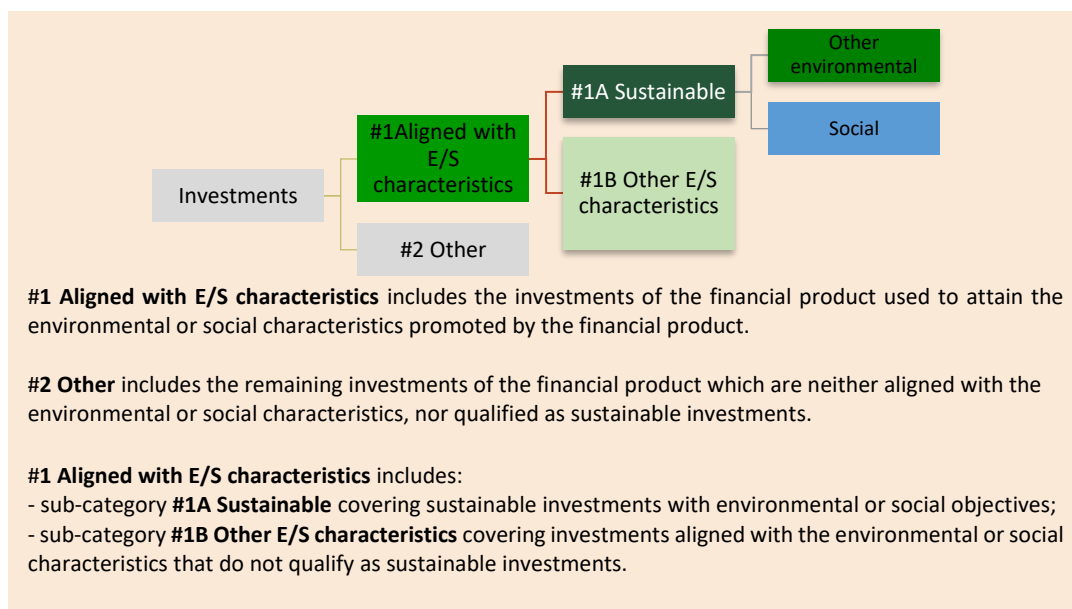 Other
environmental
#1A Sustainable
Social
#1Aligned with
E/S
characteristics
#1B Other E/S
characteristics
Investments
#2 Other
#1 Aligned with E/S characteristics includes the investments of the financial product used to attain the
environmental or social characteristics promoted by the financial product.
#2 Other includes the remaining investments of the financial product which are neither aligned with the
environmental or social characteristics, nor qualified as sustainable investments.
#1 Aligned with E/S characteristics includes:
- sub-category #1A Sustainable covering sustainable investments with environmental or social objectives;
- sub-category #1B Other E/S characteristics covering investments aligned with the environmental or social
characteristics that do not qualify as sustainable investments.